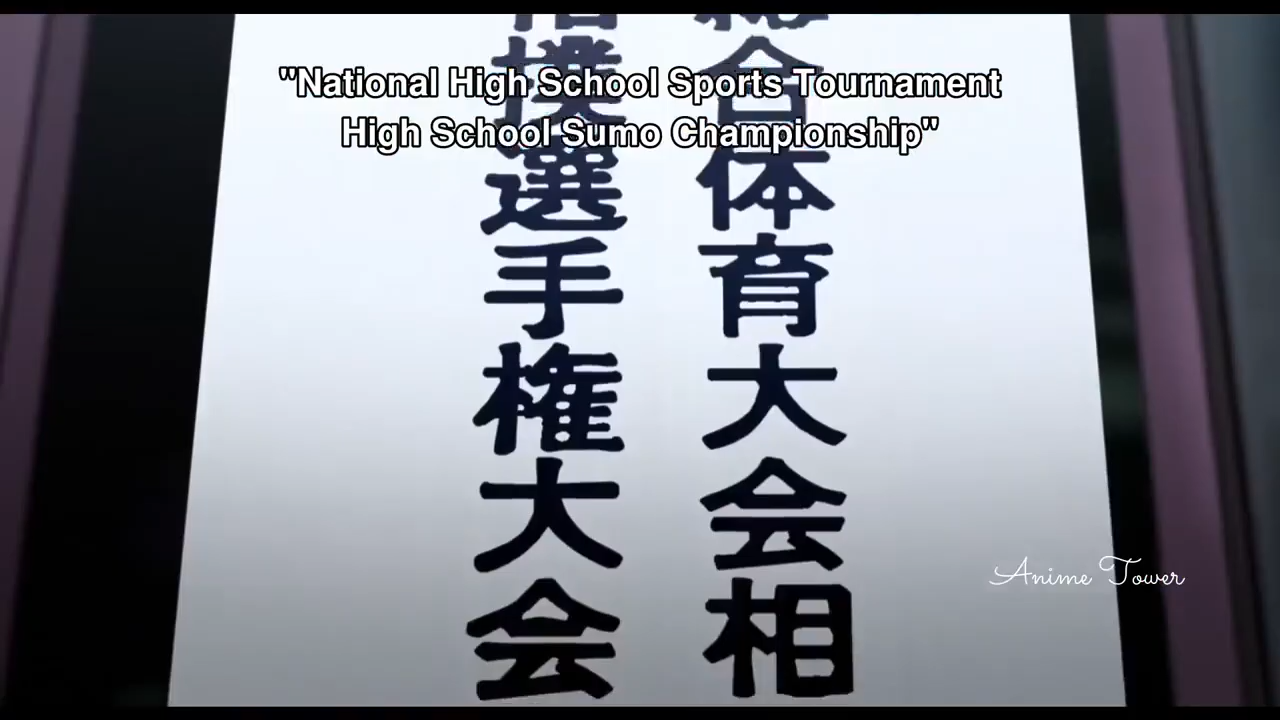 "National High School Sports Tournament
High School Sumo Championship"
合体育大会相
撲選手権大会
Anime Tower